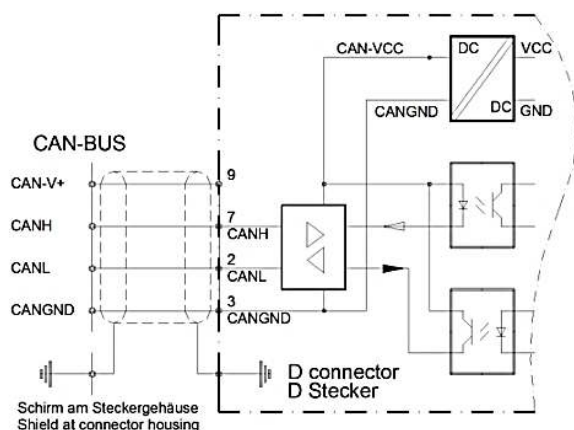 CAN-VCC
DC
VCC
CANGND
DC
GND
CAN-BUS
CAN-V+
9
CANH
7
CANH
CANL
2
CANL
CANGND
3
CANGND
D connector
D Stecker
Schirm am Steckergehäuse
Shield at connector housing